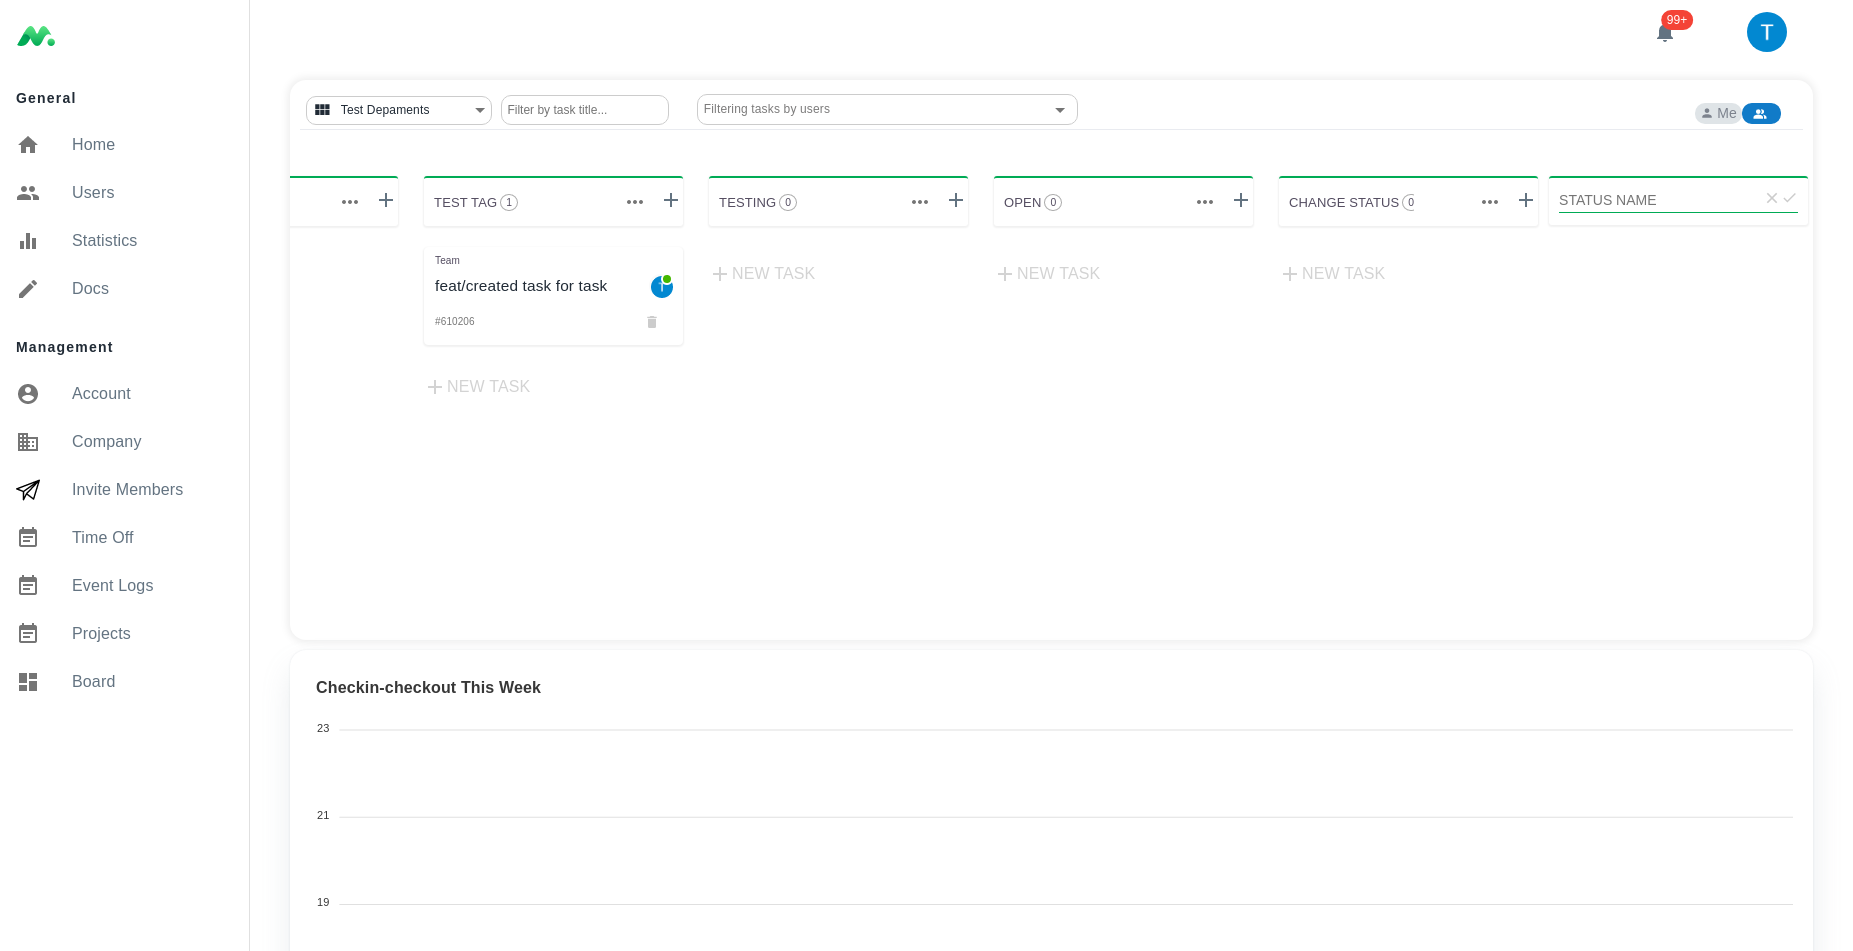 99+
T
General
Home
Users
Statistics
Docs
Management
Account
Company
Invite Members
Time Off
Event Logs
Projects
Board
Test Depaments
Filter by task title...
Filtering tasks by users
Me
TEST TAG 1
TESTING 0
OPEN 0
CHANGE STATUS 0
STATUS NAME
Team
feat/created task for task
T
#610206
NEW TASK
NEW TASK
NEW TASK
NEW TASK
Checkin-checkout This Week
23
21
19